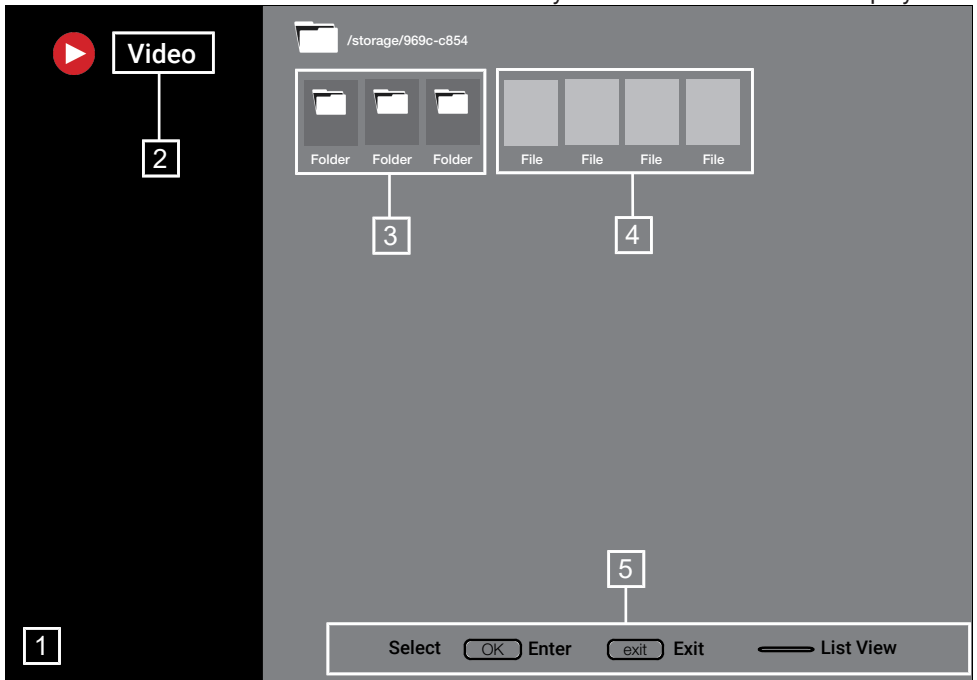 Video
/storage/969c-c854
Folder Folder Folder File File File File
2
3 4
5
1
Select OK Enter exit Exit List View